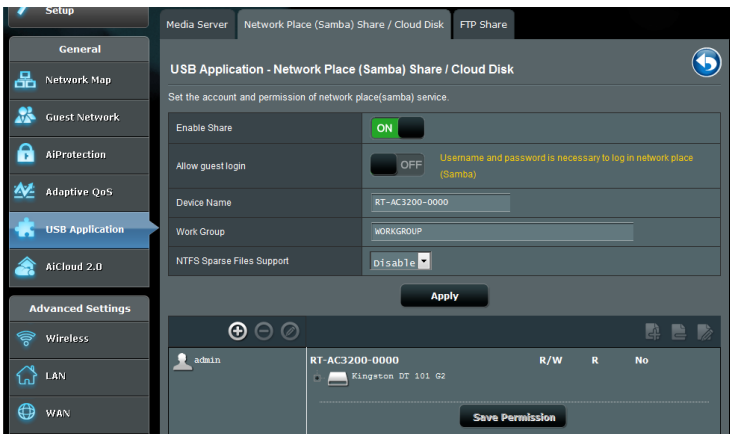 Setup
General
Network Map
Guest Network
AiProtection
Adaptive QoS
USB Application
AiCloud 2.0
Advanced Settings
Wireless
LAN
WAN
Media Server
Network Place (Samba) Share / Cloud Disk
FTP Share
USB Application - Network Place (Samba) Share / Cloud Disk
Set the account and permission of network place(samba) service.
Enable Share
ON
Allow guest login
OFF
Username and password is necessary to log in network place
(Samba)
Device Name
RT-AC3200-0000
Work Group
WORKGROUP
NTFS Sparse Files Support
Disable
Apply
admin
RT-AC3200-0000 R/W R No
Kingston DT 101 G2
Save Permission